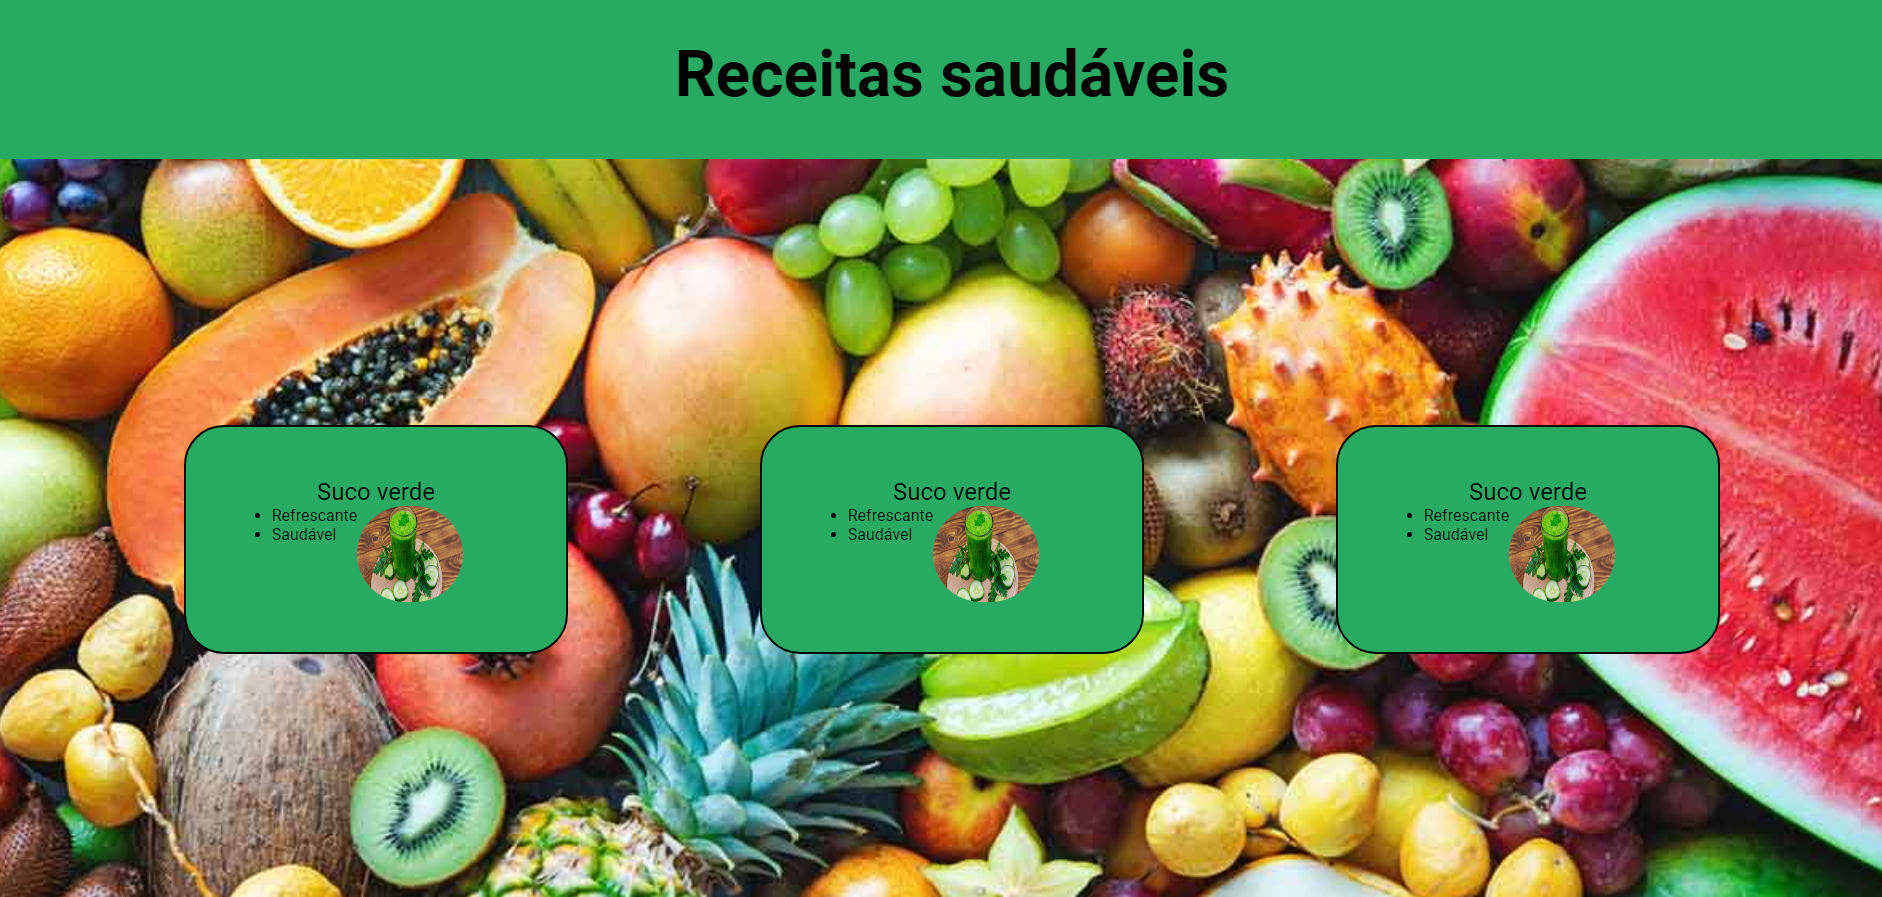 Receitas saudáveis
Suco verde
Refrescante
Saudável
Suco verde
Refrescante
Saudável
Suco verde
Refrescante
Saudável